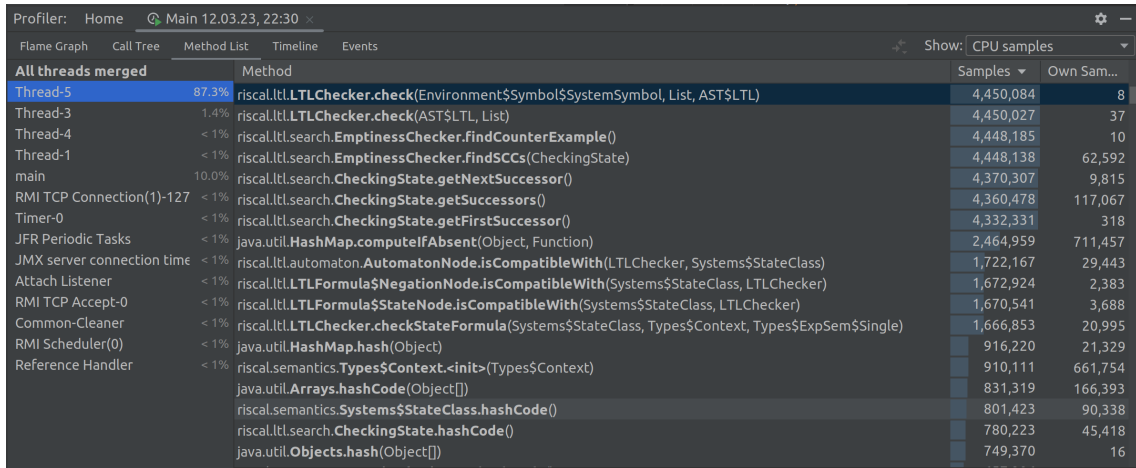 Profiler: Home Main 12.03.23, 22:30 ×
Flame Graph Call Tree Method List Timeline Events Show: CPU samples
All threads merged Method Samples Own Sam...
Thread-5 87.3% riscal.ltl.LTLChecker.check(Environment$Symbol$SystemSymbol, List, AST$LTL) 4,450,084 8
Thread-3 1.4% riscal.ltl.LTLChecker.check(AST$LTL, List) 4,450,027 37
Thread-4 < 1% riscal.ltl.search.EmptinessChecker.findCounterExample() 4,448,185 10
Thread-1 < 1% riscal.ltl.search.EmptinessChecker.findSCCs(CheckingState) 4,448,138 62,592
main 10.0% riscal.ltl.search.CheckingState.getNextSuccessor() 4,370,307 9,815
RMI TCP Connection(1)-127 < 1% riscal.ltl.search.CheckingState.getSuccessors() 4,360,478 117,067
Timer-0 < 1% riscal.ltl.search.CheckingState.getFirstSuccessor() 4,332,331 318
JFR Periodic Tasks < 1% java.util.HashMap.computeIfAbsent(Object, Function) 2,464,959 711,457
JMX server connection time < 1% riscal.ltl.automaton.AutomatonNode.isCompatibleWith(LTLChecker, Systems$StateClass) 1,722,167 29,443
Attach Listener < 1% riscal.ltl.LTLFormula$NegationNode.isCompatibleWith(Systems$StateClass, LTLChecker) 1,672,924 2,383
RMI TCP Accept-0 < 1% riscal.ltl.LTLFormula$StateNode.isCompatibleWith(Systems$StateClass, LTLChecker) 1,670,541 3,688
Common-Cleaner < 1% riscal.ltl.LTLChecker.checkStateFormula(Systems$StateClass, Types$Context, Types$ExpSem$Single) 1,666,853 20,995
RMI Scheduler(0) < 1% java.util.HashMap.hash(Object) 916,220 21,329
Reference Handler < 1% riscal.semantics.Types$Context.<init>(Types$Context) 910,111 661,754
java.util.Arrays.hashCode(Object[]) 831,319 166,393
riscal.semantics.Systems$StateClass.hashCode() 801,423 90,338
riscal.ltl.search.CheckingState.hashCode() 780,223 45,418
java.util.Objects.hash(Object[]) 749,370 16